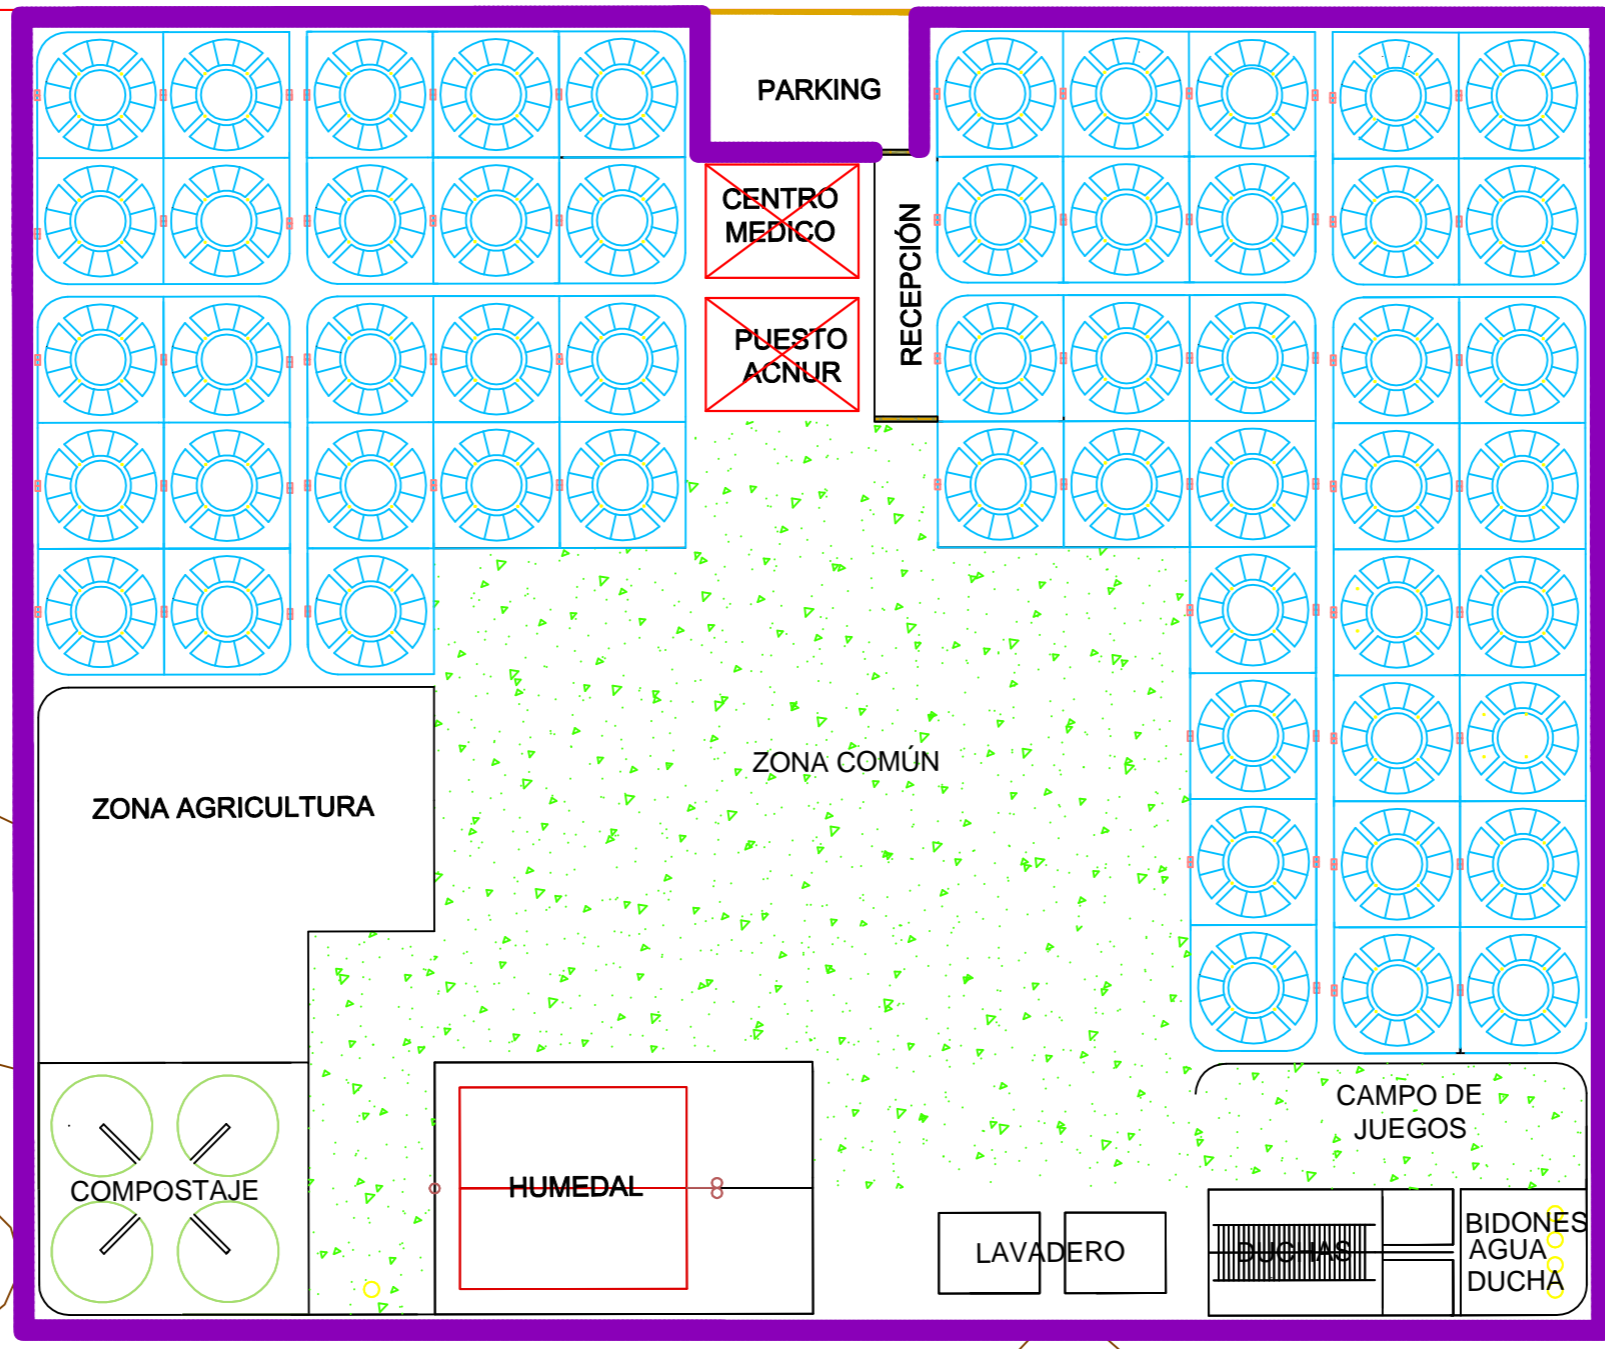 PARKING
CENTRO
MEDICO
RECEPCIÓN
PUESTO
ACNUR
ZONA COMÚN
ZONA AGRICULTURA
CAMPO DE
JUEGOS
COMPOSTAJE
HUMEDAL
LAVADERO
DUCHAS
BIDONES
AGUA
DUCHA